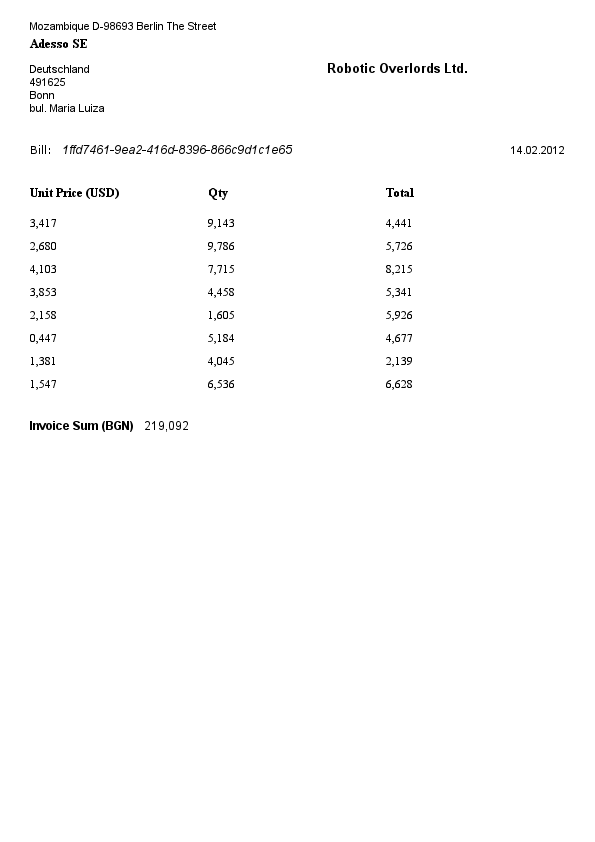 Mozambique D-98693 Berlin The Street
Adesso SE
Deutschland
491625
Bonn
bul. Maria Luiza
Robotic Overlords Ltd.
Bill: 1ffd7461-9ea2-416d-8396-866c9d1c1e65 14.02.2012
Unit Price (USD) Qty Total
3,417 9,143 4,441
2,680 9,786 5,726
4,103 7,715 8,215
3,853 4,458 5,341
2,158 1,605 5,926
0,447 5,184 4,677
1,381 4,045 2,139
1,547 6,536 6,628
Invoice Sum (BGN) 219,092